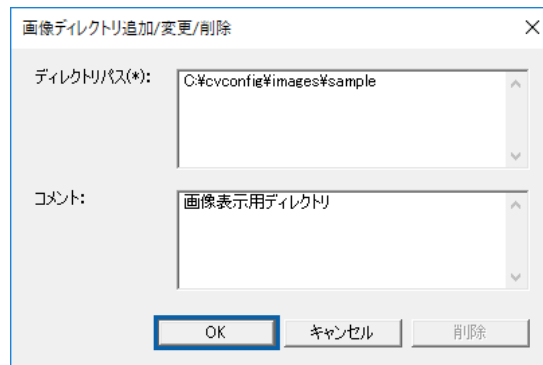 画像ディレクトリ追加/変更/削除
ディレクトリパス(*):
C:¥cvconfig¥images¥sample
コメント:
画像表示用ディレクトリ
OK
キャンセル
削除